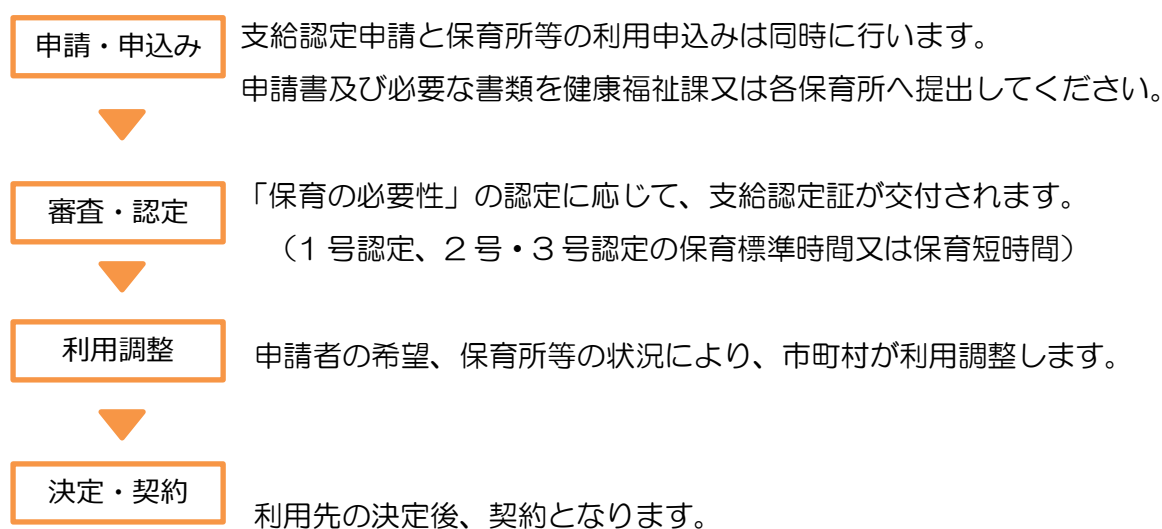 申請・申込み
支給認定申請と保育所等の利用申込みは同時に行います。
申請書及び必要な書類を健康福祉課又は各保育所へ提出してください。
審査・認定
「保育の必要性」の認定に応じて、支給認定証が交付されます。
（1号認定、2号・3号認定の保育標準時間又は保育短時間）
利用調整
申請者の希望、保育所等の状況により、市町村が利用調整します。
決定・契約
利用先の決定後、契約となります。